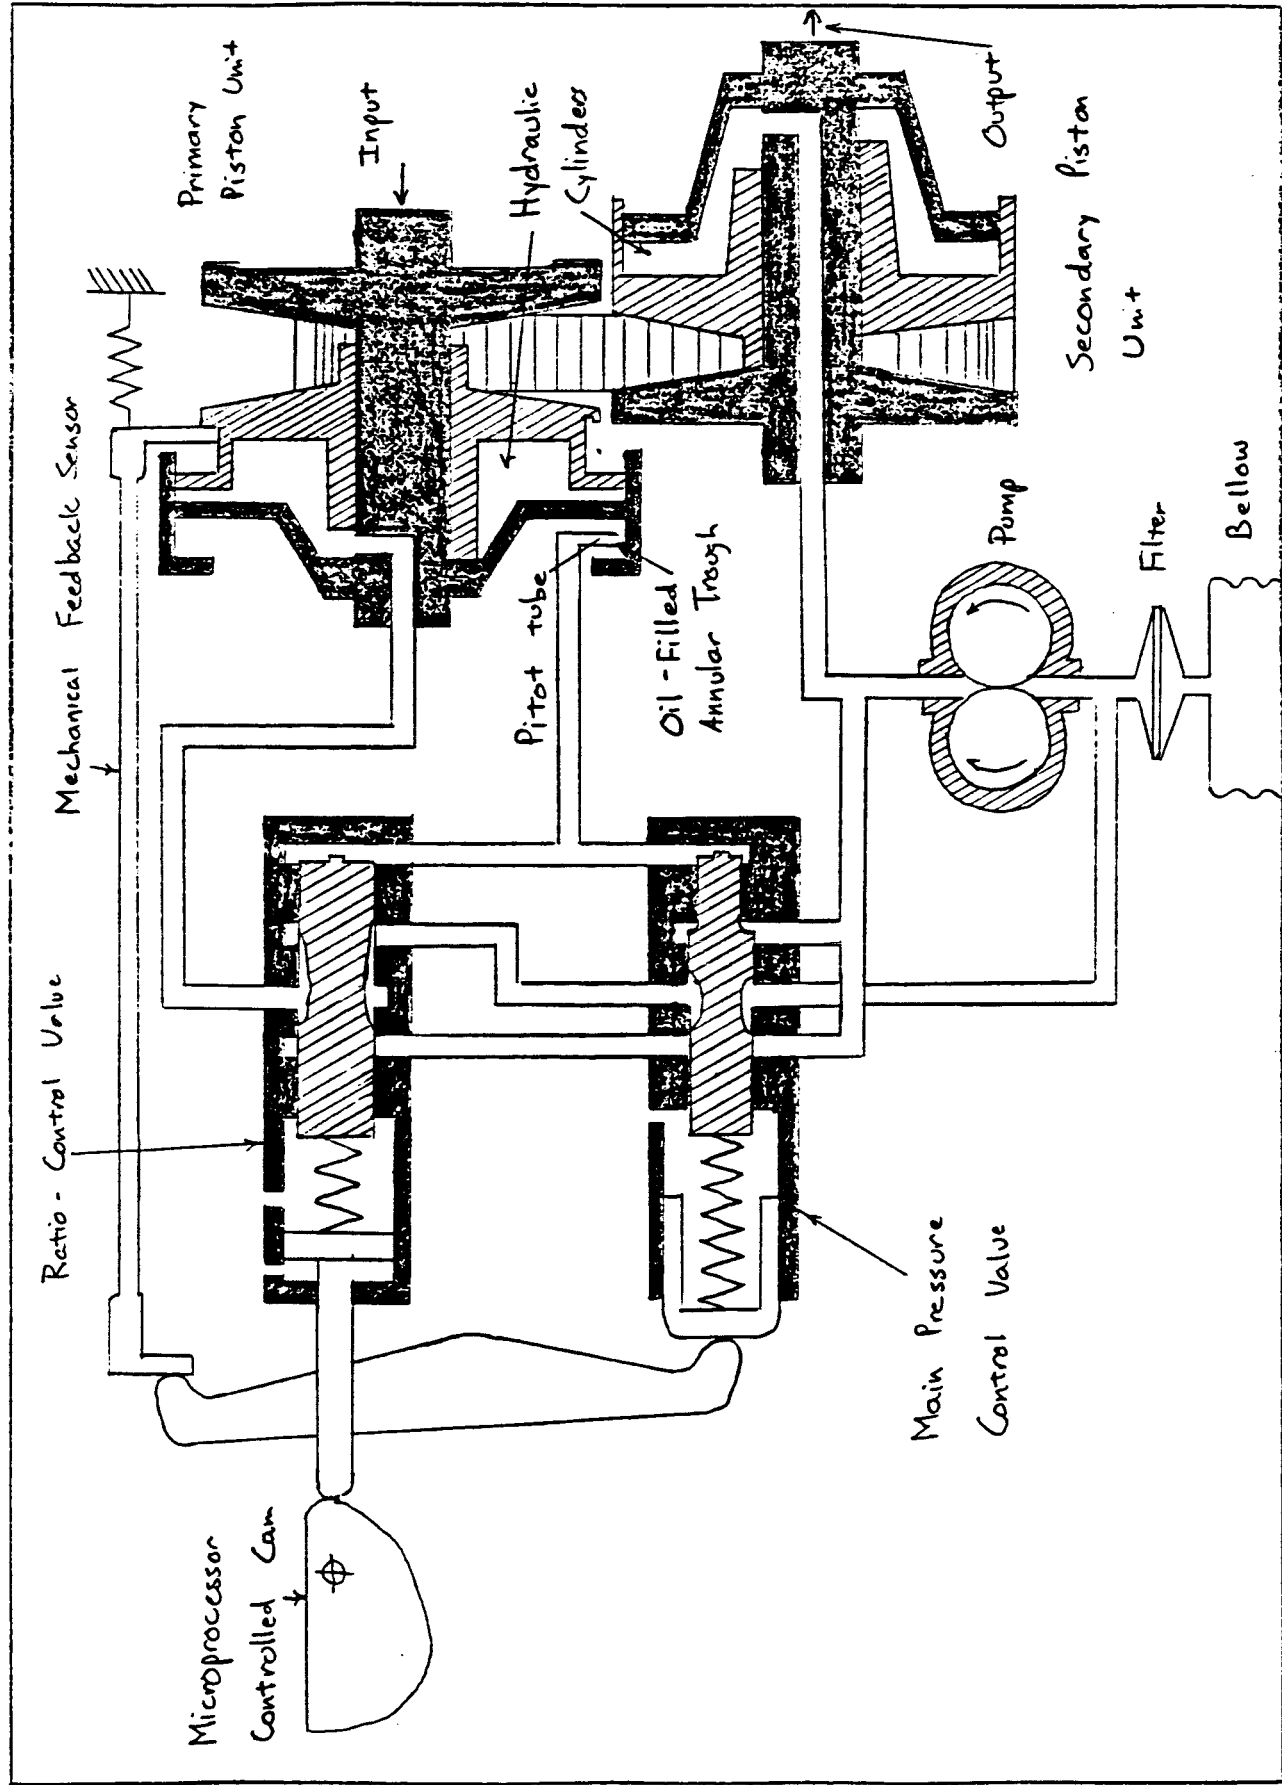 Primary
Piston Unit
Input
Hydraulic
Cylinders
Output
Secondary Piston
Unit
Mechanical Feedback Sensor
Pitot tube
Oil-Filled
Annular Trough
Pump
Filter
Bellow
Ratio-Control Valve
Main Pressure
Control Valve
Microprocessor
Controlled Cam